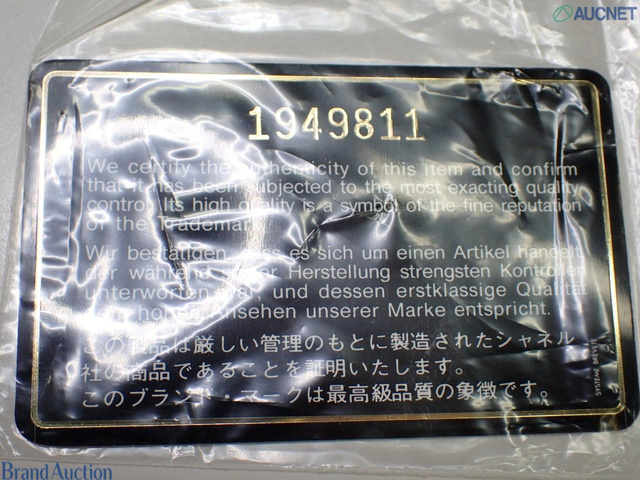 AUCNET
1949811
We certify the authenticity of this item and confirm
that it has been subjected to the most exacting quality
control. Its high quality is a symbol of the fine reputation
of the Trademark.
Wir bestätigen, dass es sich um einen Artikel handelt,
der während seiner Herstellung strengsten Kontrollen
unterworfen war, und dessen erstklassige Qualität
dem hohen Ansehen unserer Marke entspricht.
この製品は厳しい管理のもとに製造されたシャネル
社の商品であることを証明いたします。
このブランド・マークは最高級品質の象徴です。
SYSTEME BREVETE
Brand Auction